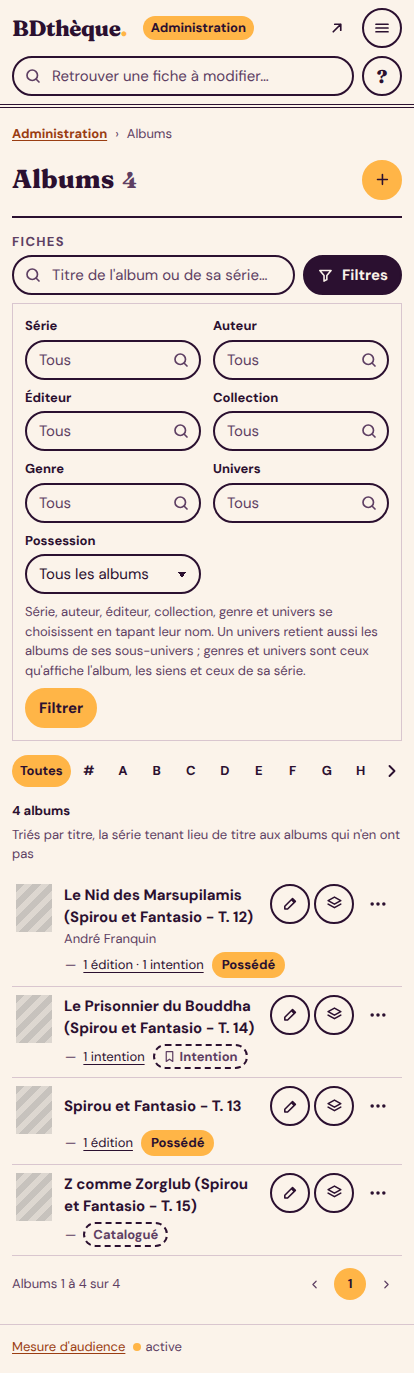 BDthèque. Administration
Retrouver une fiche à modifier... ?
Administration › Albums
Albums 4 +
FICHES
Titre de l'album ou de sa série... Filtres
Série Auteur
Tous Tous
Éditeur Collection
Tous Tous
Genre Univers
Tous Tous
Possession
Tous les albums
Série, auteur, éditeur, collection, genre et univers se
choisissent en tapant leur nom. Un univers retient aussi les
albums de ses sous-univers ; genres et univers sont ceux
qu'affiche l'album, les siens et ceux de sa série.
Filtrer
Toutes # A B C D E F G H
4 albums
Triés par titre, la série tenant lieu de titre aux albums qui n'en ont
pas
Le Nid des Marsupilamis
(Spirou et Fantasio – T. 12)
André Franquin
— 1 édition · 1 intention Possédé
Le Prisonnier du Bouddha
(Spirou et Fantasio – T. 14)
— 1 intention Intention
Spirou et Fantasio – T. 13
— 1 édition Possédé
Z comme Zorglub (Spirou
et Fantasio – T. 15)
— Catalogué
Albums 1 à 4 sur 4 ‹ 1 ›
Mesure d'audience active